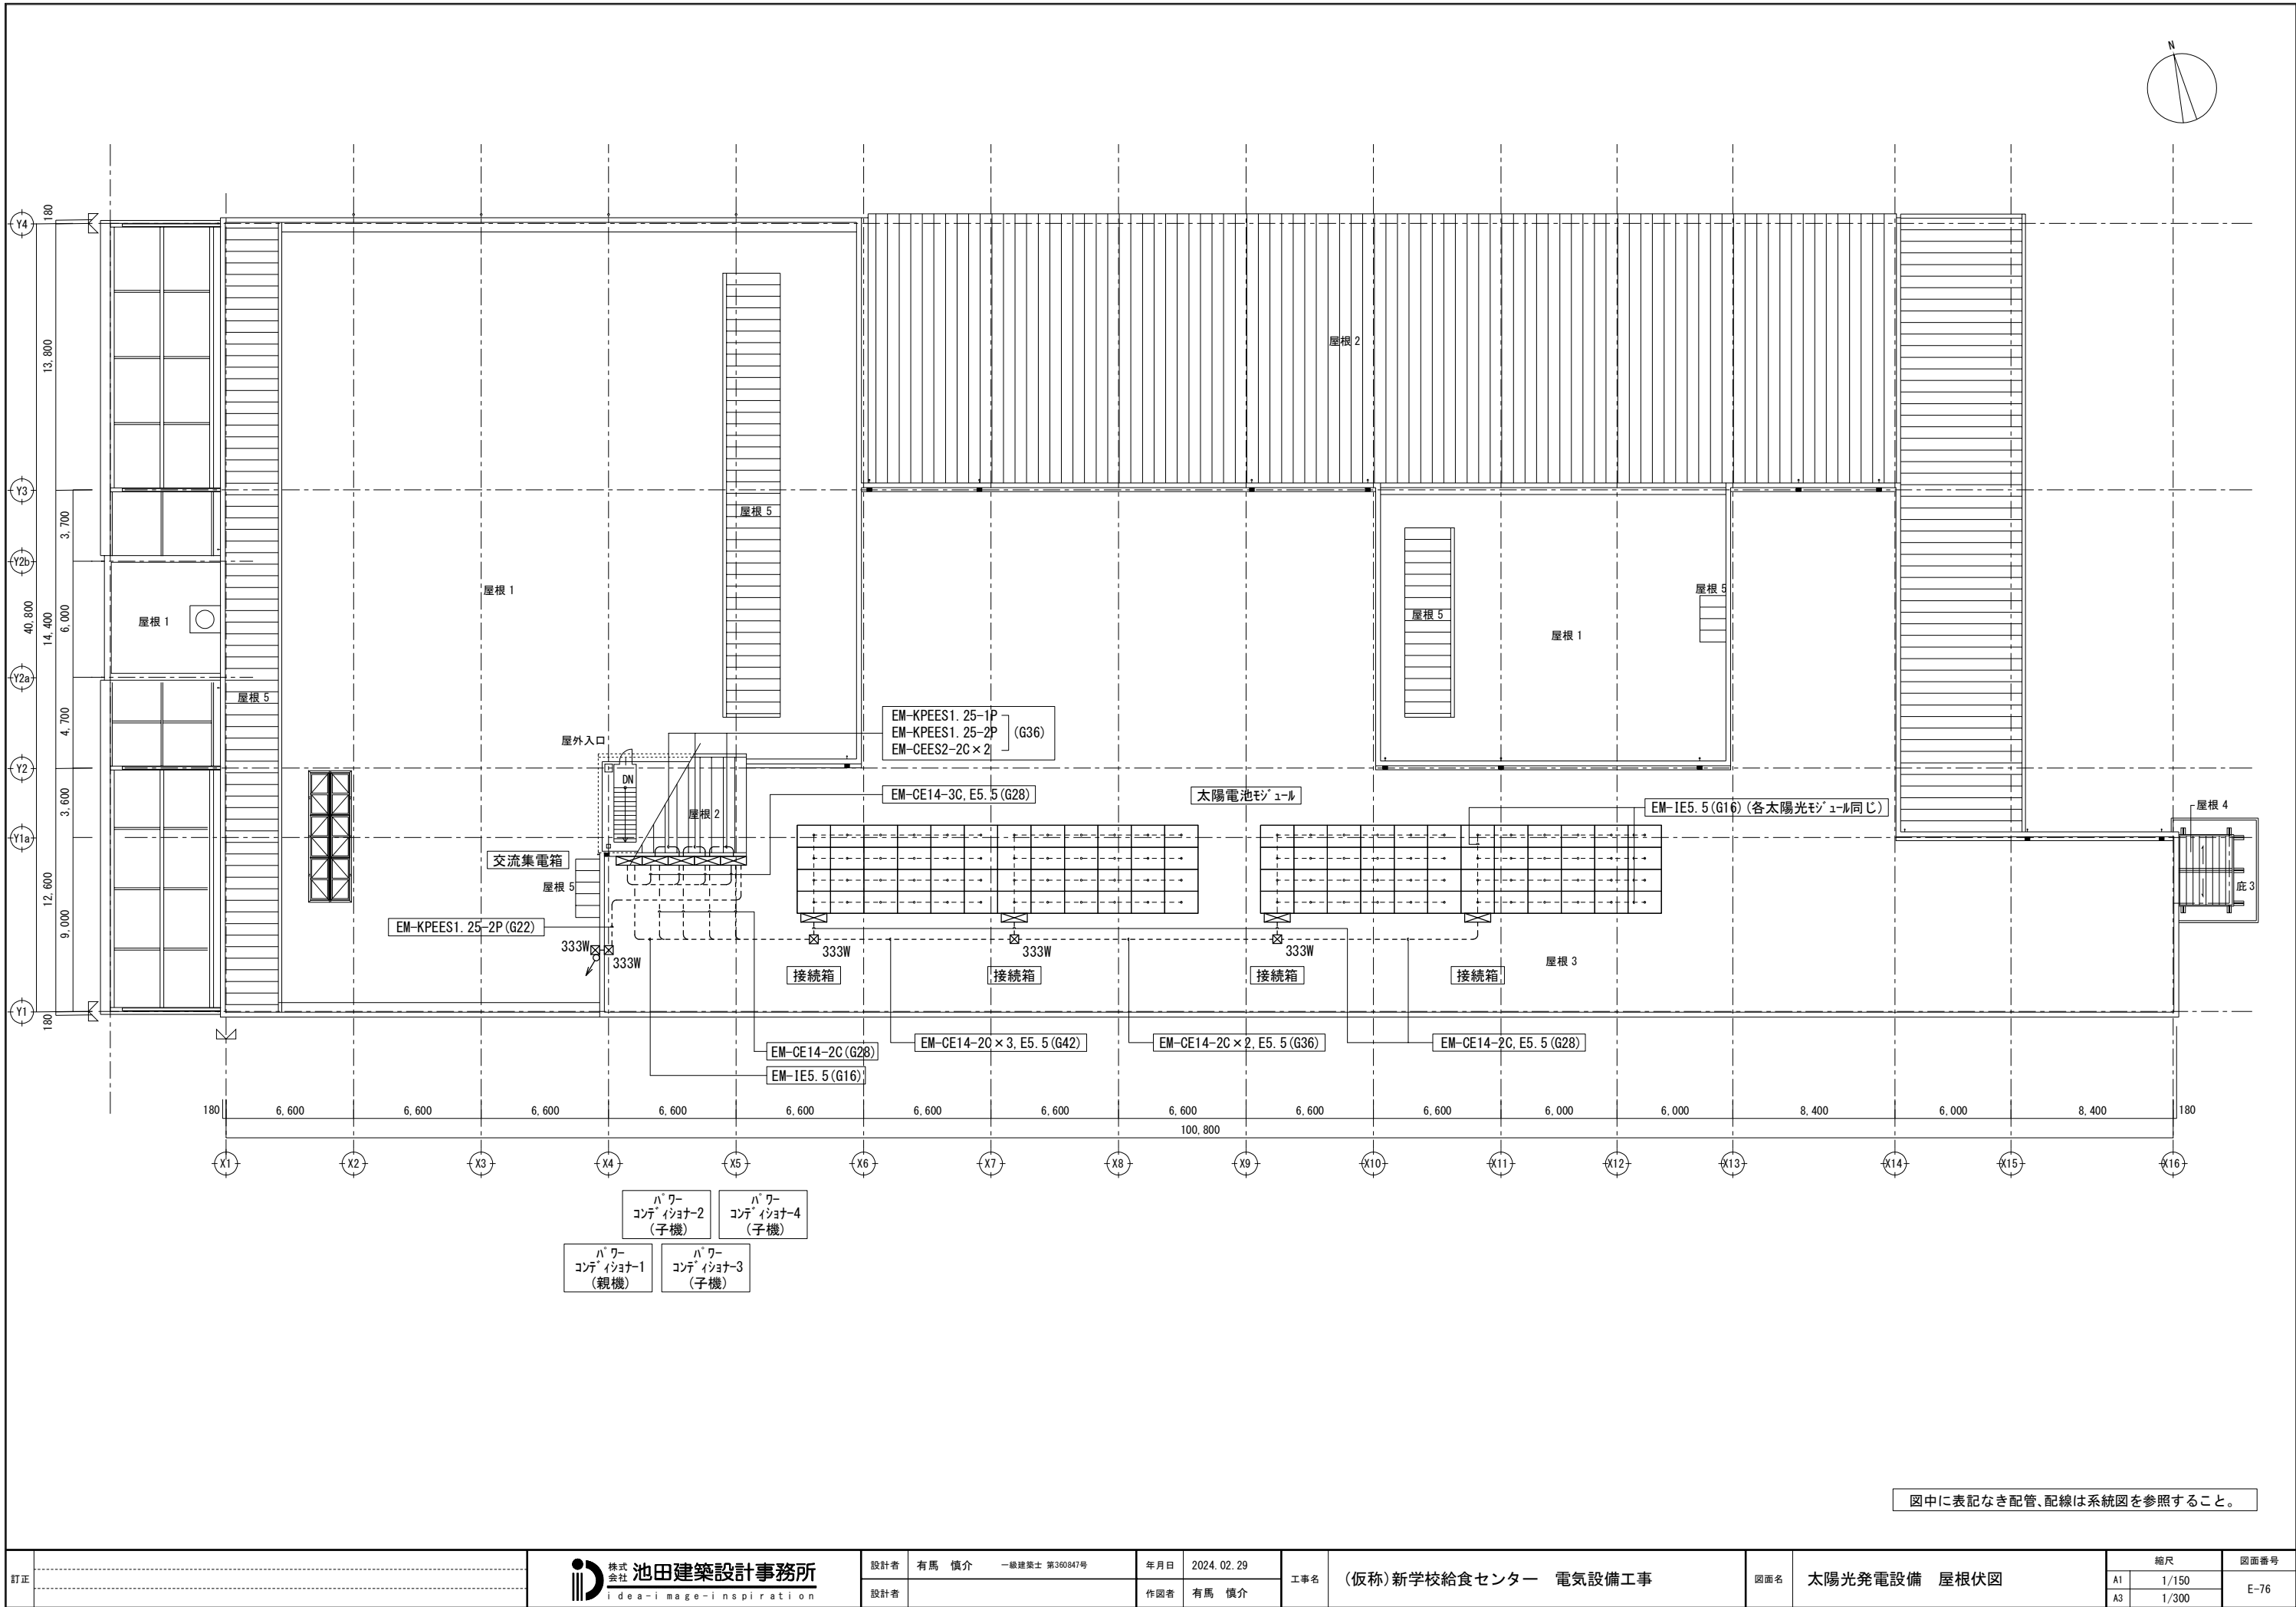 N
Y4
Y3
Y2b
Y2a
Y2
Y1a
Y1
180
13,800
3,700
40,800
14,400
6,000
4,700
3,600
12,600
9,000
180
屋根 1
屋根 5
屋根 1
屋根 5
屋根 2
屋根 5
屋根 1
屋根 5
屋外入口
DN
屋根 2
EM-KPEES1.25-1P
EM-KPEES1.25-2P (G36)
EM-CEES2-2C×2
EM-CE14-3C, E5.5(G28)
太陽電池ﾓｼﾞｭｰﾙ
EM-IE5.5(G16)(各太陽光ﾓｼﾞｭｰﾙ同じ)
屋根 4
庇 3
交流集電箱
屋根 5
EM-KPEES1.25-2P(G22)
333W
333W
333W
333W
333W
接続箱
接続箱
接続箱
接続箱
屋根 3
EM-CE14-2C(G28)
EM-IE5.5(G16)
EM-CE14-2C×3, E5.5(G42)
EM-CE14-2C×2, E5.5(G36)
EM-CE14-2C, E5.5(G28)
180
6,600
6,600
6,600
6,600
6,600
6,600
6,600
6,600
6,600
6,600
6,000
6,000
8,400
6,000
8,400
180
100,800
X1
X2
X3
X4
X5
X6
X7
X8
X9
X10
X11
X12
X13
X14
X15
X16
ﾊﾟﾜｰ
ｺﾝﾃﾞｨｼｮﾅｰ2
(子機)
ﾊﾟﾜｰ
ｺﾝﾃﾞｨｼｮﾅｰ4
(子機)
ﾊﾟﾜｰ
ｺﾝﾃﾞｨｼｮﾅｰ1
(親機)
ﾊﾟﾜｰ
ｺﾝﾃﾞｨｼｮﾅｰ3
(子機)
図中に表記なき配管、配線は系統図を参照すること。
訂正
株式会社 池田建築設計事務所
idea-image-inspiration
設計者 有馬 慎介 一級建築士 第360847号
設計者
年月日 2024.02.29
作図者 有馬 慎介
工事名 (仮称)新学校給食センター 電気設備工事
図面名 太陽光発電設備 屋根伏図
縮尺
A1 1/150
A3 1/300
図面番号
E-76